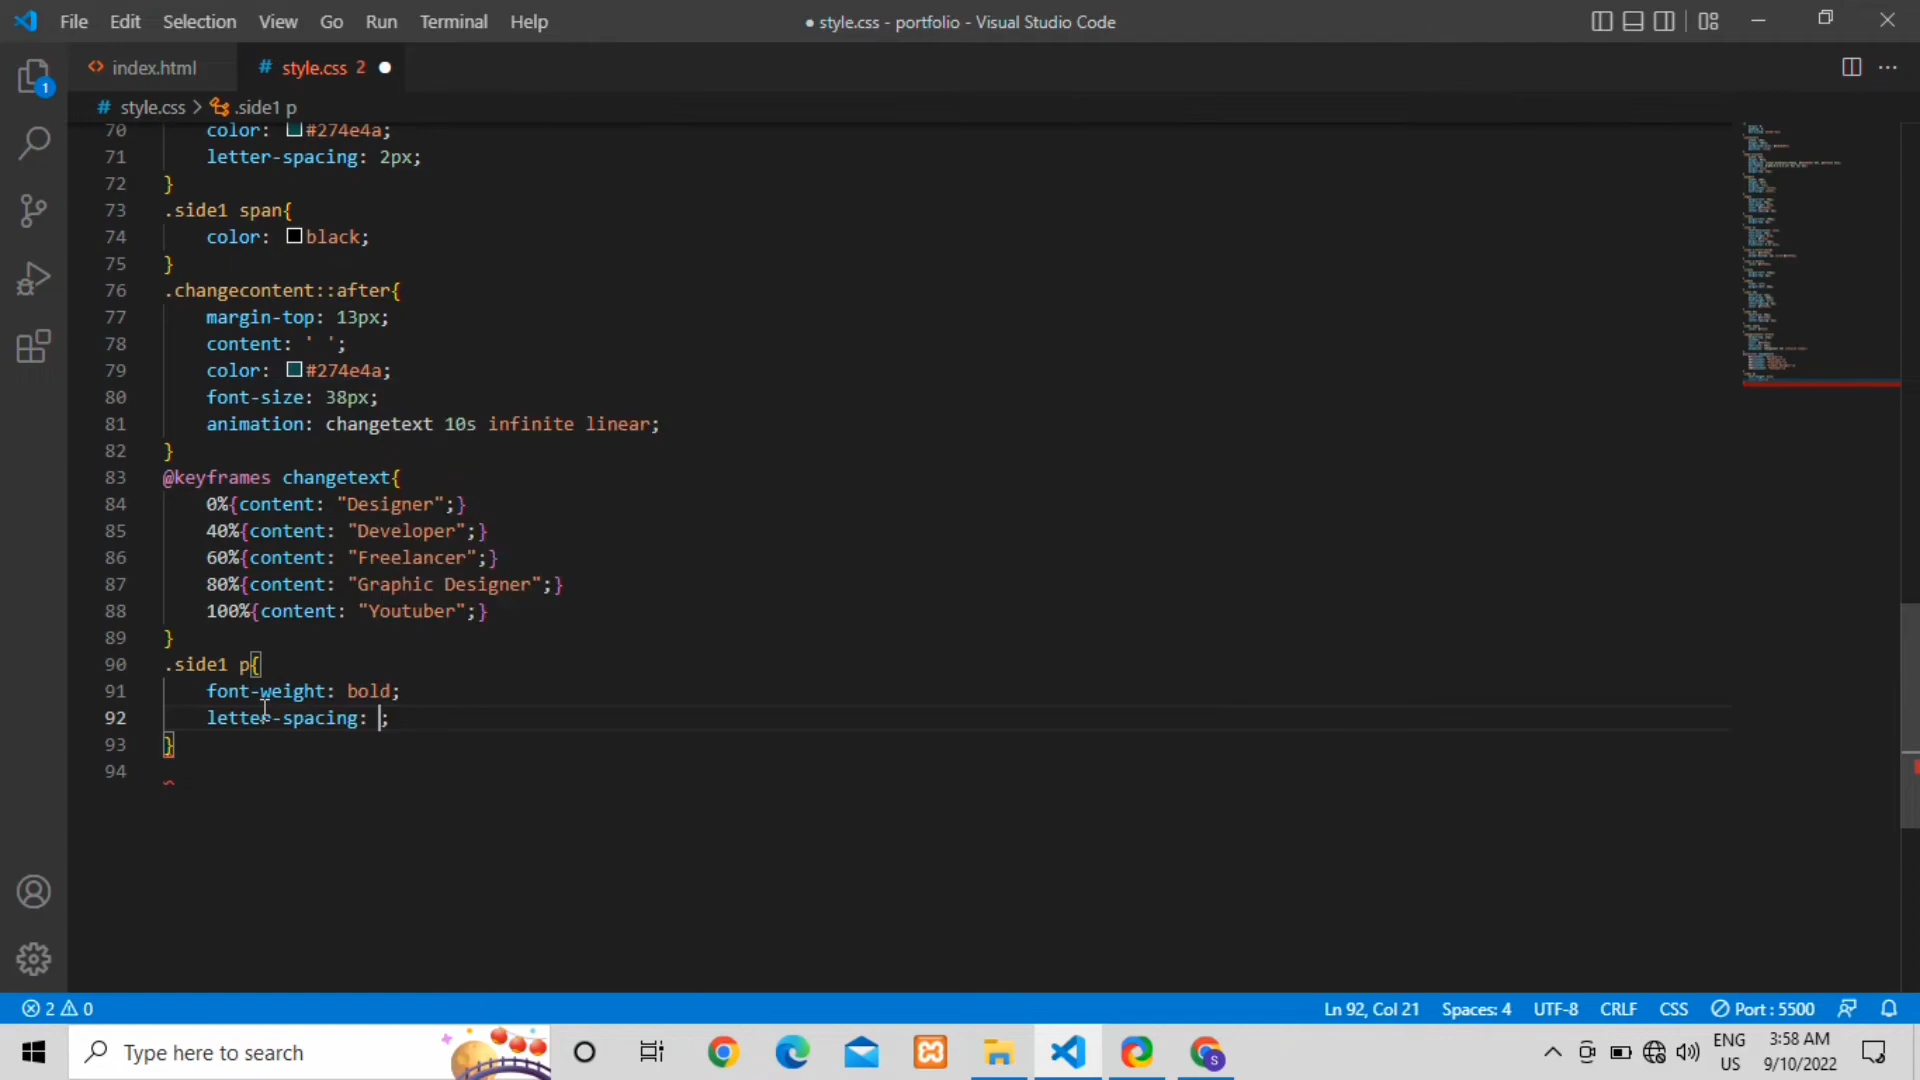 File Edit Selection View Go Run Terminal Help
● style.css - portfolio - Visual Studio Code
index.html
# style.css 2
# style.css > .side1 p
1
70 color: #274e4a;
71 letter-spacing: 2px;
72 }
73 .side1 span{
74 color: black;
75 }
76 .changecontent::after{
77 margin-top: 13px;
78 content: ' ';
79 color: #274e4a;
80 font-size: 38px;
81 animation: changetext 10s infinite linear;
82 }
83 @keyframes changetext{
84 0%{content: "Designer";}
85 40%{content: "Developer";}
86 60%{content: "Freelancer";}
87 80%{content: "Graphic Designer";}
88 100%{content: "Youtuber";}
89 }
90 .side1 p{
91 font-weight: bold;
92 letter-spacing: ;
93 }
94
2 0
Ln 92, Col 21 Spaces: 4 UTF-8 CRLF CSS Port : 5500
Type here to search
S
ENG
US
3:58 AM
9/10/2022